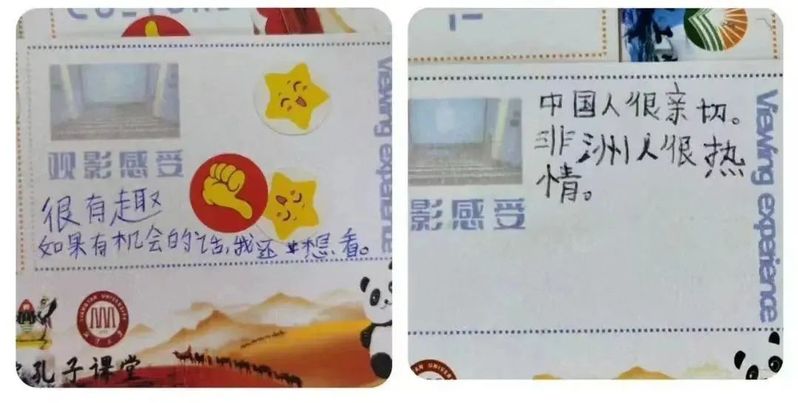 观影感受
Viewing experience
很有趣
如果有机会的话,我还想看。
XIANGTAN UNIVERSITY
孔子课堂
中国人很亲切。
非洲人很热
情。
影感受
Viewing experience